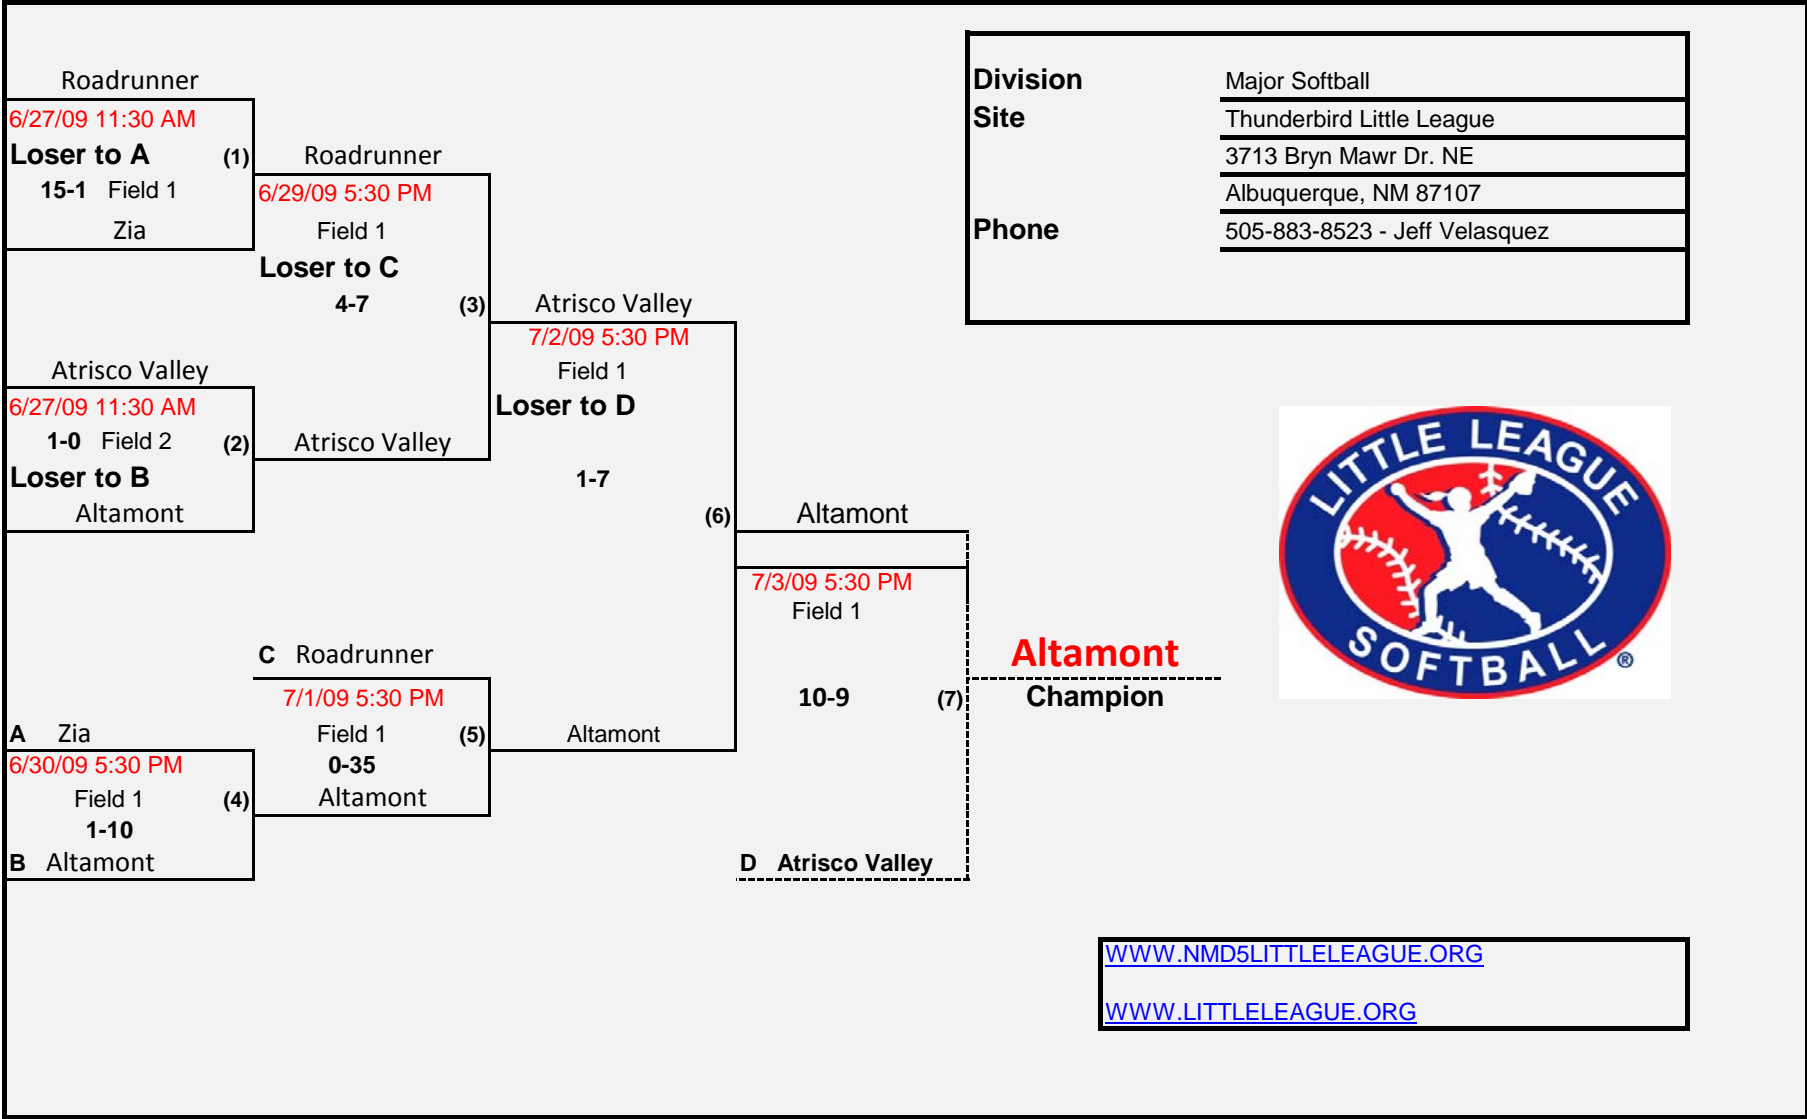 Roadrunner
6/27/09 11:30 AM
Loser to A (1)
15-1 Field 1
Zia
Roadrunner
6/29/09 5:30 PM
Field 1
Loser to C
4-7 (3)
Atrisco Valley
6/27/09 11:30 AM
1-0 Field 2 (2)
Loser to B
Altamont
Atrisco Valley
Atrisco Valley
7/2/09 5:30 PM
Field 1
Loser to D
1-7
(6)
Altamont
7/3/09 5:30 PM
Field 1
10-9 (7)
D Atrisco Valley
Altamont
Champion
C Roadrunner
7/1/09 5:30 PM
Field 1 (5)
0-35
Altamont
Altamont
A Zia
6/30/09 5:30 PM
Field 1 (4)
1-10
B Altamont
Division Major Softball
Site Thunderbird Little League
3713 Bryn Mawr Dr. NE
Albuquerque, NM 87107
Phone 505-883-8523 - Jeff Velasquez
LITTLE LEAGUE
SOFTBALL ®
WWW.NMD5LITTLELEAGUE.ORG
WWW.LITTLELEAGUE.ORG